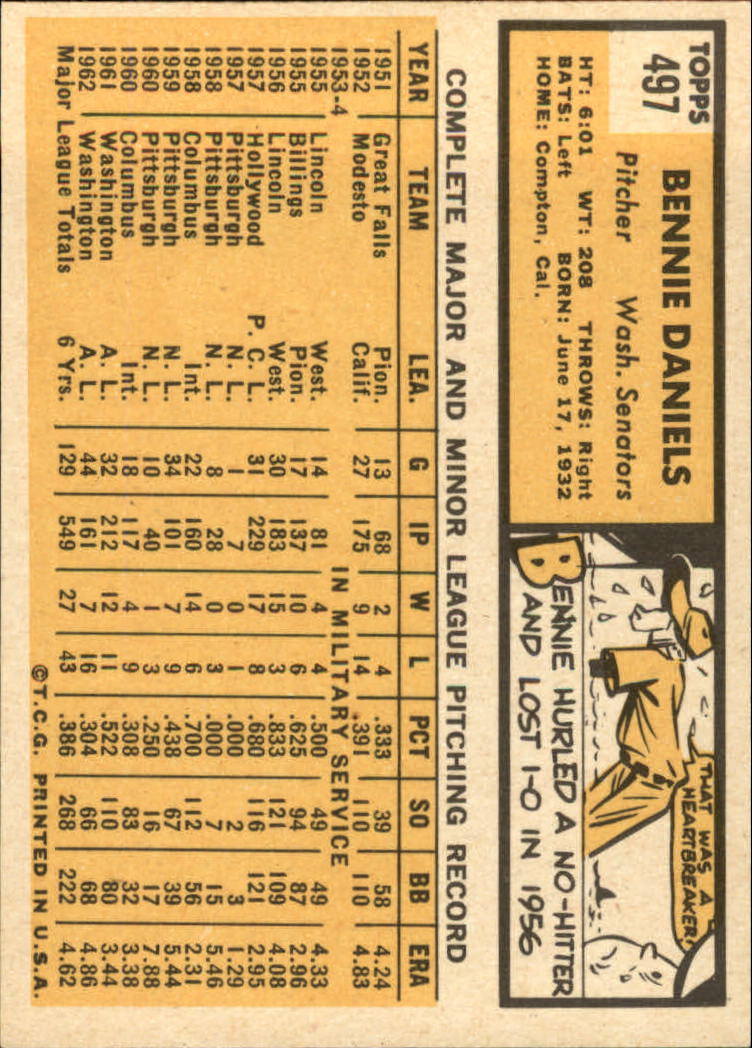 TOPPS
497
BENNIE DANIELS
Pitcher Wash. Senators
HT: 6:01 WT: 208 THROWS: Right
BATS: Left BORN: June 17, 1932
HOME: Compton, Cal.
THAT WAS A
HEARTBREAKER!
BENNIE HURLED A NO-HITTER
AND LOST 1-0 IN 1956
COMPLETE MAJOR AND MINOR LEAGUE PITCHING RECORD
YEAR TEAM LEA. G IP W L PCT SO BB ERA
1951 Great Falls Pion. 13 68 2 4 .333 39 58 4.24
1952 Modesto Calif. 27 175 9 14 .391 110 110 4.83
1953-4 IN MILITARY SERVICE
1955 Lincoln West. 14 81 4 4 .500 49 49 4.33
1955 Billings Pion. 17 137 10 6 .625 94 87 2.96
1956 Lincoln West. 30 183 15 3 .833 121 109 4.08
1957 Hollywood P. C. L. 31 229 17 8 .680 116 121 2.95
1957 Pittsburgh N. L. 1 7 0 1 .000 2 3 1.29
1958 Pittsburgh N. L. 8 28 0 3 .000 7 15 5.46
1958 Columbus Int. 22 160 14 6 .700 112 56 2.31
1959 Pittsburgh N. L. 34 101 7 9 .438 67 39 5.44
1960 Pittsburgh N. L. 10 40 1 3 .250 16 17 7.88
1960 Columbus Int. 18 117 4 9 .308 83 32 3.38
1961 Washington A. L. 32 212 12 11 .522 110 80 3.44
1962 Washington A. L. 44 161 7 16 .304 66 68 4.86
Major League Totals 6 Yrs. 129 549 27 43 .386 268 222 4.62
©T.C.G. PRINTED IN U.S.A.